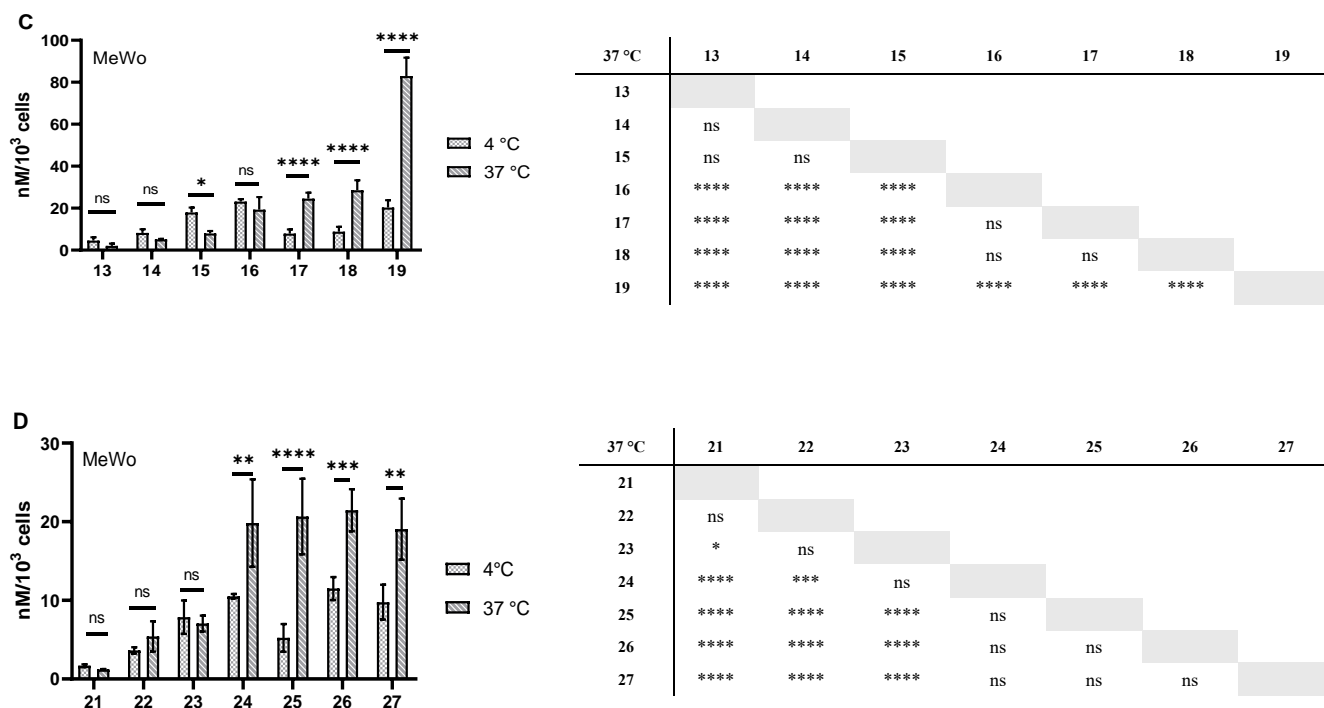 C
MeWo
nM/10³ cells
100
80
60
40
20
0
ns
ns
*
ns
****
****
****
13 14 15 16 17 18 19
4 °C
37 °C
37 °C 13 14 15 16 17 18 19
13
14 ns
15 ns ns
16 **** **** ****
17 **** **** **** ns
18 **** **** **** ns ns
19 **** **** **** **** **** ****
D
MeWo
nM/10³ cells
30
20
10
0
ns
ns
ns
**
****
***
**
21 22 23 24 25 26 27
4°C
37 °C
37 °C 21 22 23 24 25 26 27
21
22 ns
23 * ns
24 **** *** ns
25 **** **** **** ns
26 **** **** **** ns ns
27 **** **** **** ns ns ns